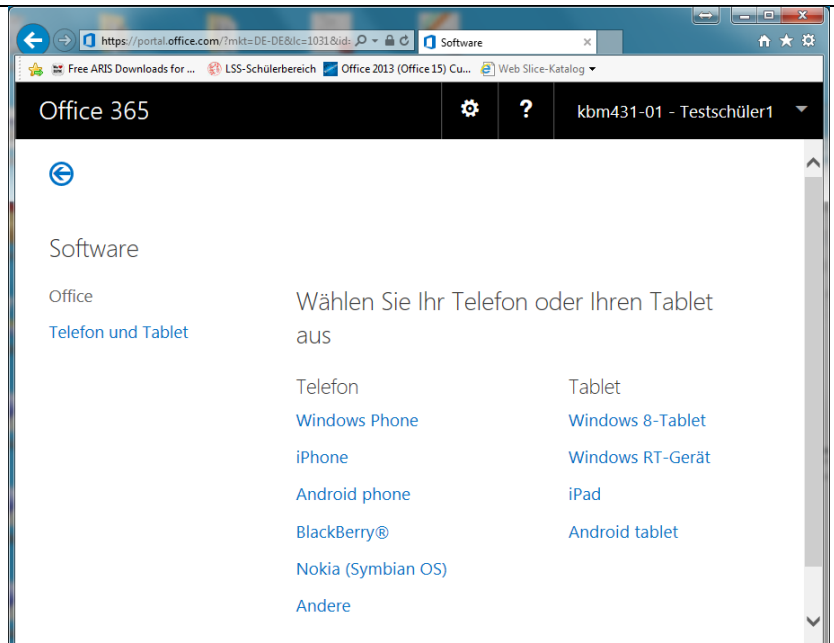 https://portal.office.com/?mkt=DE-DE&lc=1031&id=
Software
Free ARIS Downloads for ...
LSS-Schülerbereich
Office 2013 (Office 15) Cu...
Web Slice-Katalog
Office 365
?
kbm431-01 - Testschüler1
Software
Office
Telefon und Tablet
Wählen Sie Ihr Telefon oder Ihren Tablet
aus
Telefon
Tablet
Windows Phone
Windows 8-Tablet
iPhone
Windows RT-Gerät
Android phone
iPad
BlackBerry®
Android tablet
Nokia (Symbian OS)
Andere